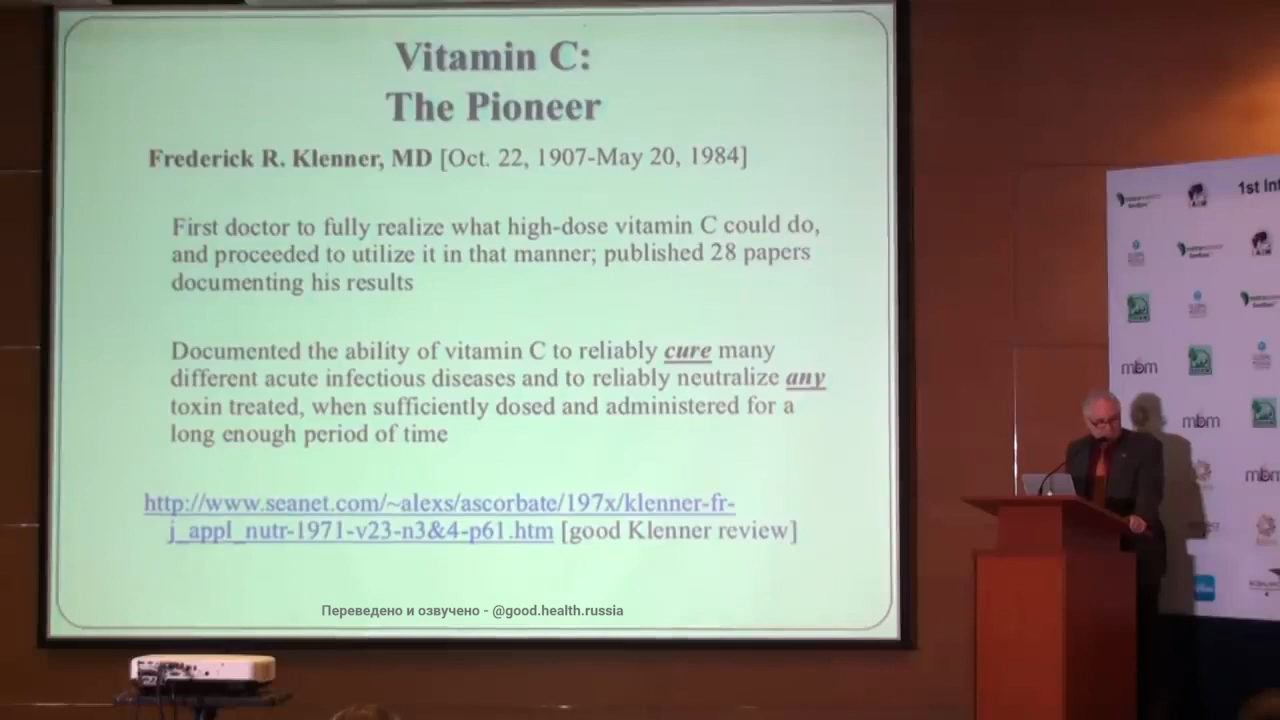 Vitamin C:
The Pioneer
Frederick R. Klenner, MD [Oct. 22, 1907-May 20, 1984]
First doctor to fully realize what high-dose vitamin C could do,
and proceeded to utilize it in that manner; published 28 papers
documenting his results
Documented the ability of vitamin C to reliably cure many
different acute infectious diseases and to reliably neutralize any
toxin treated, when sufficiently dosed and administered for a
long enough period of time
http://www.seanet.com/~alexs/ascorbate/197x/klenner-fr-
j_appl_nutr-1971-v23-n3&4-p61.htm [good Klenner review]
Переведено и озвучено - @good.health.russia
1st Int
mbm
mbm
mbm